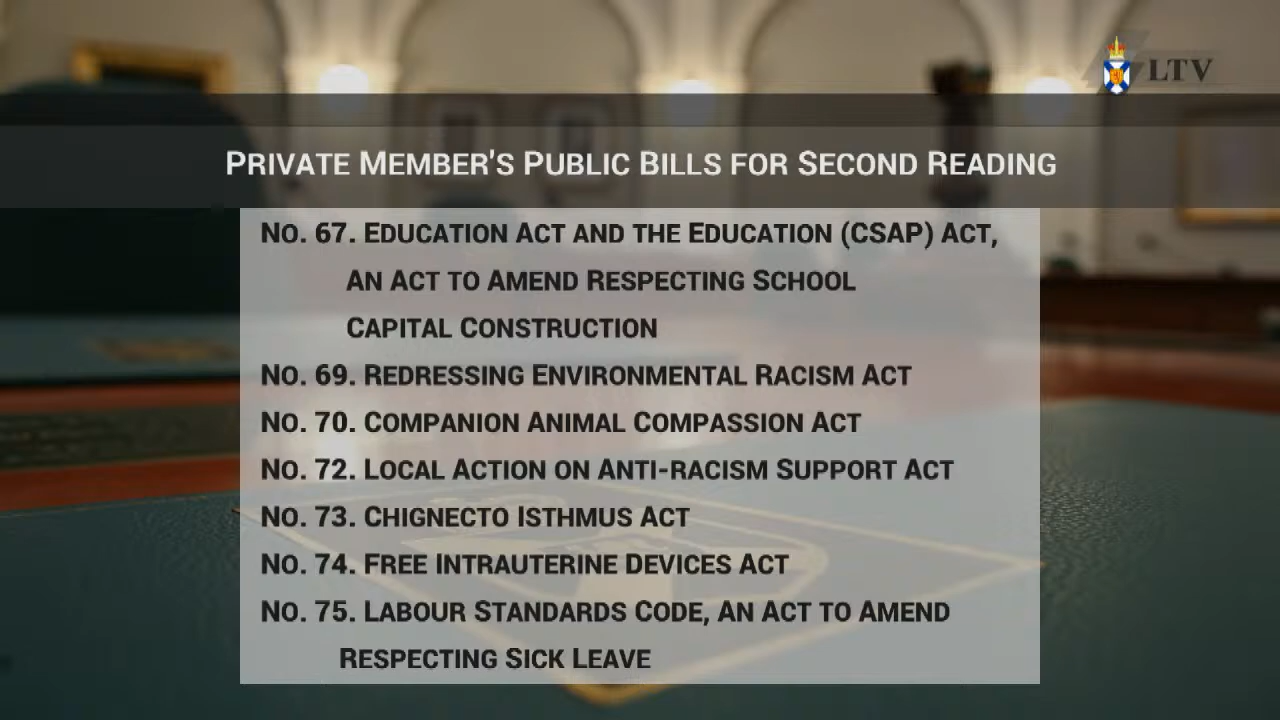 LTV
PRIVATE MEMBER'S PUBLIC BILLS FOR SECOND READING
NO. 67. EDUCATION ACT AND THE EDUCATION (CSAP) ACT,
AN ACT TO AMEND RESPECTING SCHOOL
CAPITAL CONSTRUCTION
NO. 69. REDRESSING ENVIRONMENTAL RACISM ACT
NO. 70. COMPANION ANIMAL COMPASSION ACT
NO. 72. LOCAL ACTION ON ANTI-RACISM SUPPORT ACT
NO. 73. CHIGNECTO ISTHMUS ACT
NO. 74. FREE INTRAUTERINE DEVICES ACT
NO. 75. LABOUR STANDARDS CODE, AN ACT TO AMEND
RESPECTING SICK LEAVE